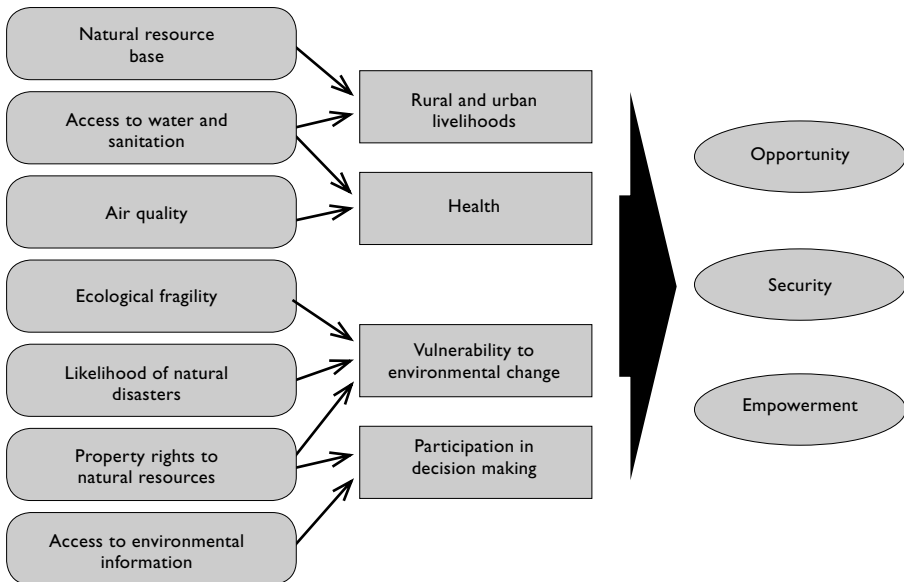 Natural resource
base
Access to water and
sanitation
Air quality
Ecological fragility
Likelihood of natural
disasters
Property rights to
natural resources
Access to environmental
information
Rural and urban
livelihoods
Health
Vulnerability to
environmental change
Participation in
decision making
Opportunity
Security
Empowerment